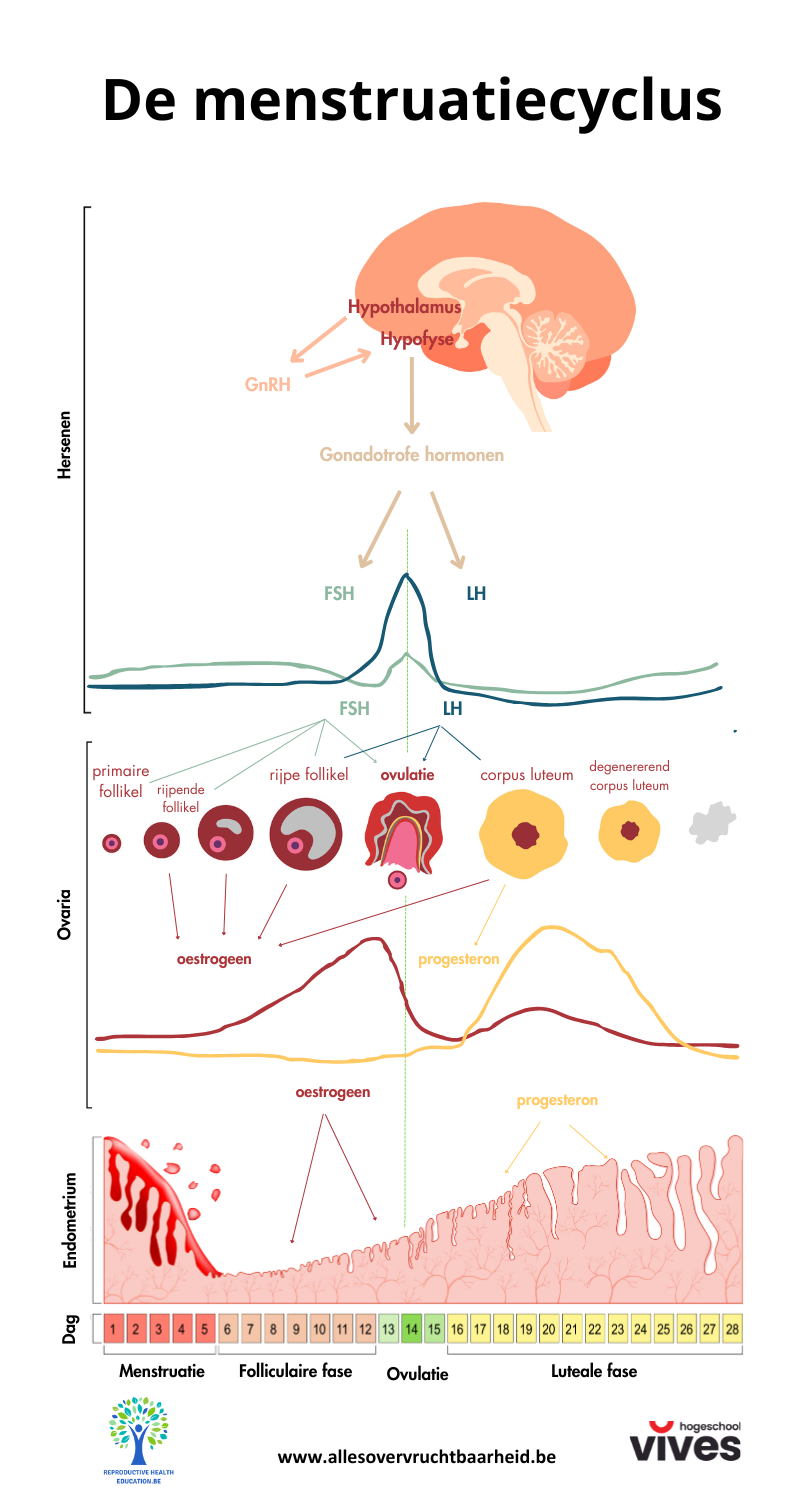 De menstruatiecyclus
Hersenen
Hypothalamus
Hypofyse
GnRH
Gonadotrofe hormonen
FSH
LH
FSH
LH
Ovaria
primaire
follikel
rijpende
follikel
rijpe follikel
ovulatie
corpus luteum
degenererend
corpus luteum
oestrogeen
progesteron
oestrogeen
progesteron
Endometrium
Dag
1 2 3 4 5 6 7 8 9 10 11 12 13 14 15 16 17 18 19 20 21 22 23 24 25 26 27 28
Menstruatie
Folliculaire fase
Ovulatie
Luteale fase
REPRODUCTIVE HEALTH
EDUCATION.BE
www.allesovervruchtbaarheid.be
hogeschool
vives